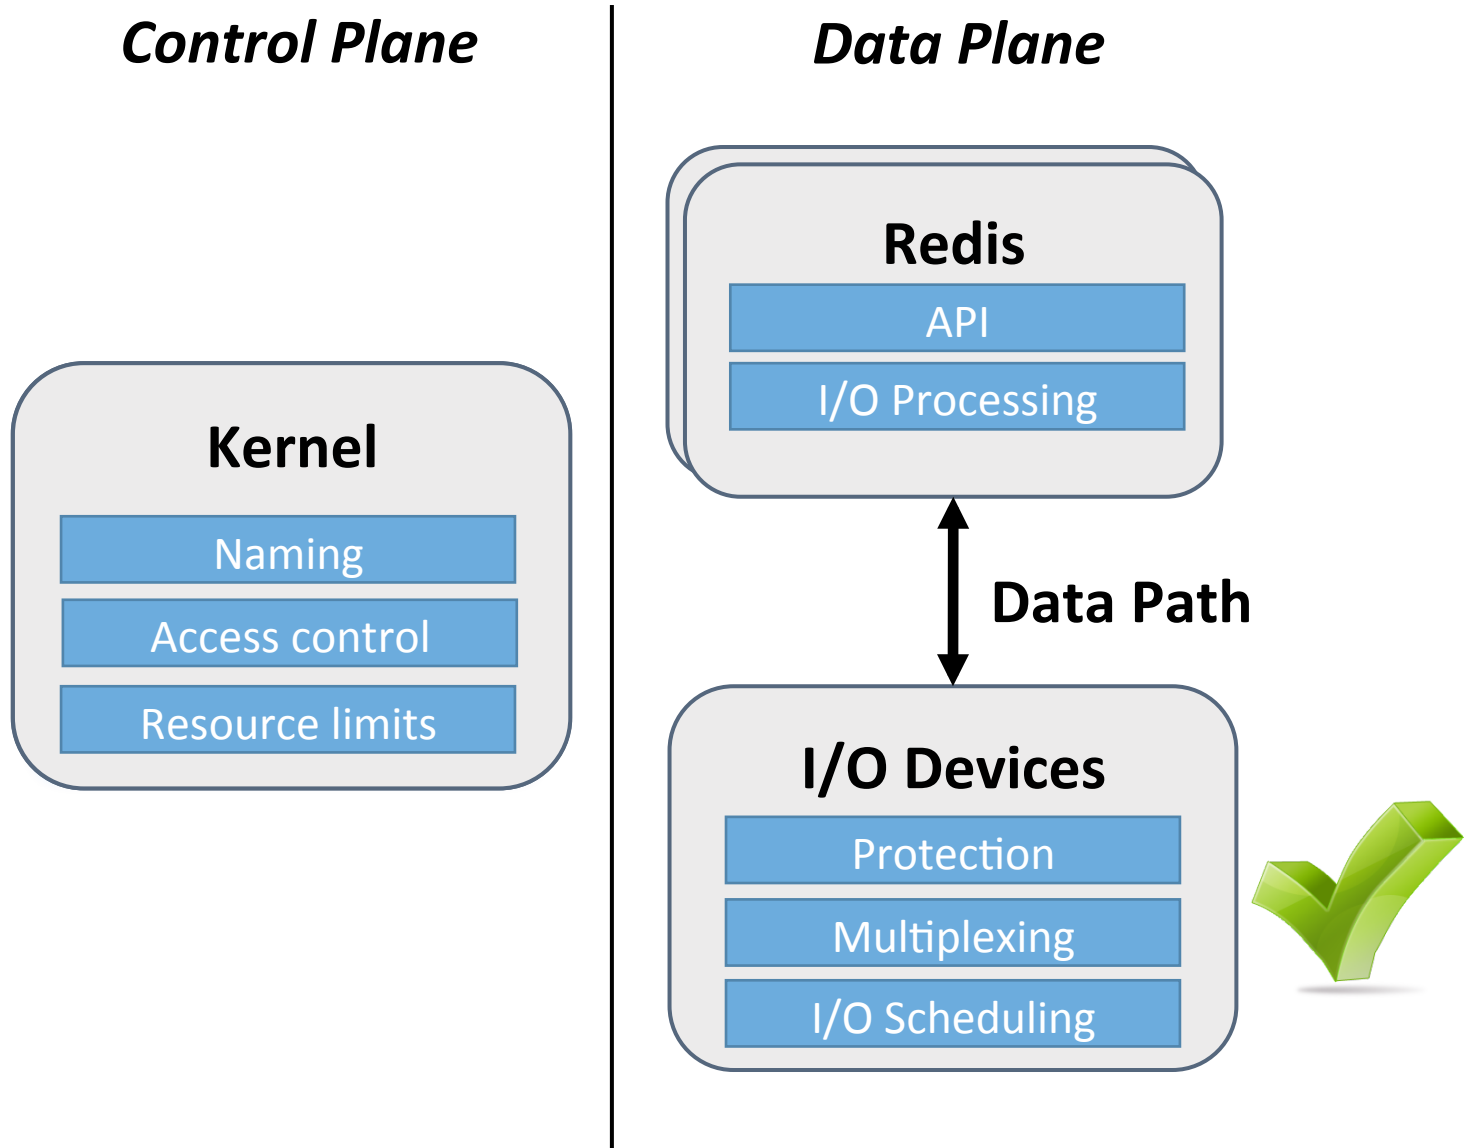 Control Plane
Data Plane
Kernel
Naming
Access control
Resource limits
Redis
API
I/O Processing
Data Path
I/O Devices
Protection
Multiplexing
I/O Scheduling